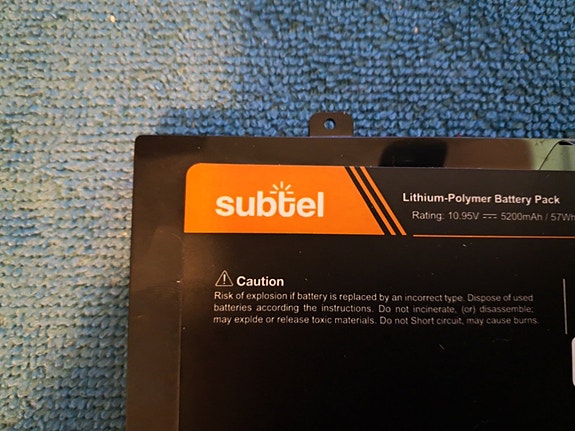 subtel
Lithium-Polymer Battery Pack
Rating: 10.95V ⎓ 5200mAh / 57Wh
Caution
Risk of explosion if battery is replaced by an incorrect type. Dispose of used
batteries according the instructions. Do not incinerate, (or) disassemble;
may explde or release toxic materials. Do not Short circuit, may cause burns.